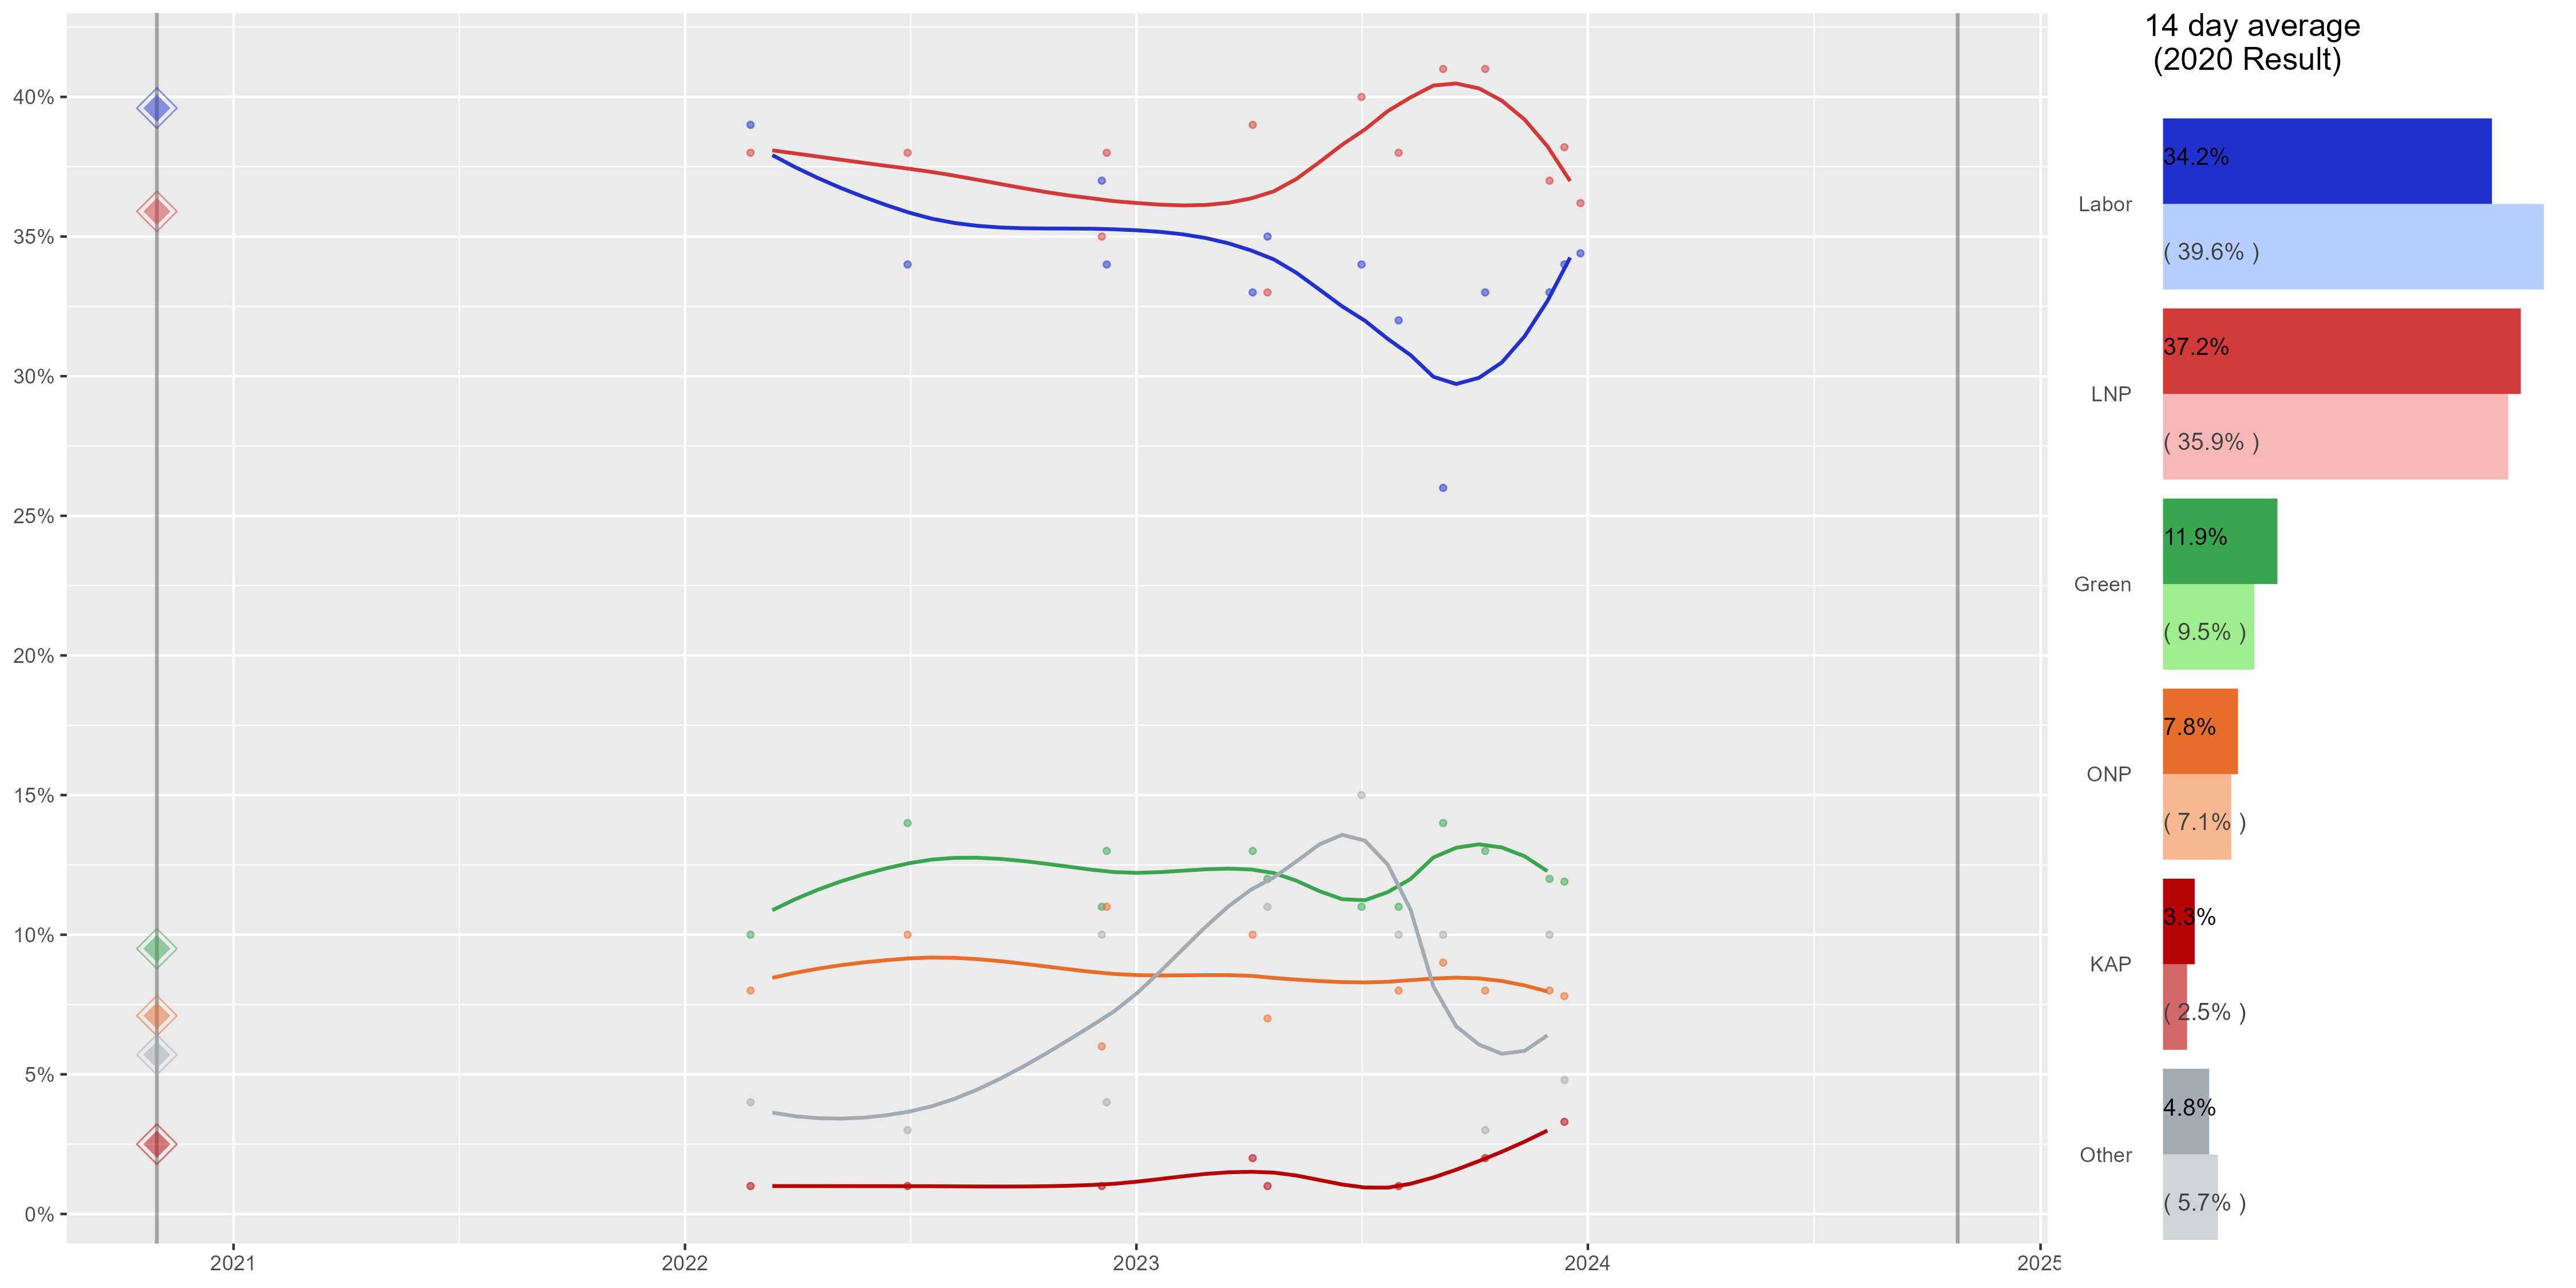 14 day average
(2020 Result)
40%
35%
30%
25%
20%
15%
10%
5%
0%
2021
2022
2023
2024
2025
Labor
34.2%
( 39.6% )
LNP
37.2%
( 35.9% )
Green
11.9%
( 9.5% )
ONP
7.8%
( 7.1% )
KAP
3.3%
( 2.5% )
Other
4.8%
( 5.7% )